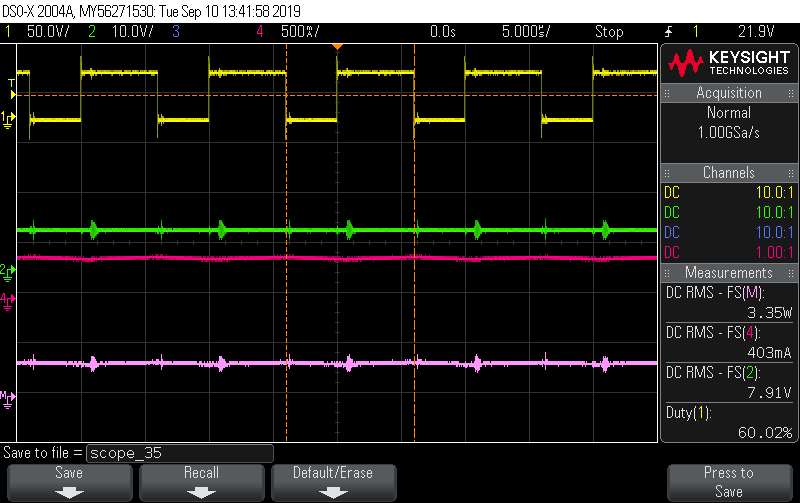 DSO-X 2004A, MY56271530: Tue Sep 10 13:41:58 2019
1 50.0V/ 2 10.0V/ 3 4 500mA/ 0.0s 5.000us/ Stop 1 21.9V
KEYSIGHT
TECHNOLOGIES
Acquisition
Normal
1.00GSa/s
Channels
DC 10.0:1
DC 10.0:1
DC 10.0:1
DC 1.00:1
Measurements
DC RMS - FS(M):
3.35W
DC RMS - FS(4):
403mA
DC RMS - FS(2):
7.91V
Duty(1):
60.02%
T
1
2
4
M
Save to file = scope_35
Save
Recall
Default/Erase
Press to
Save